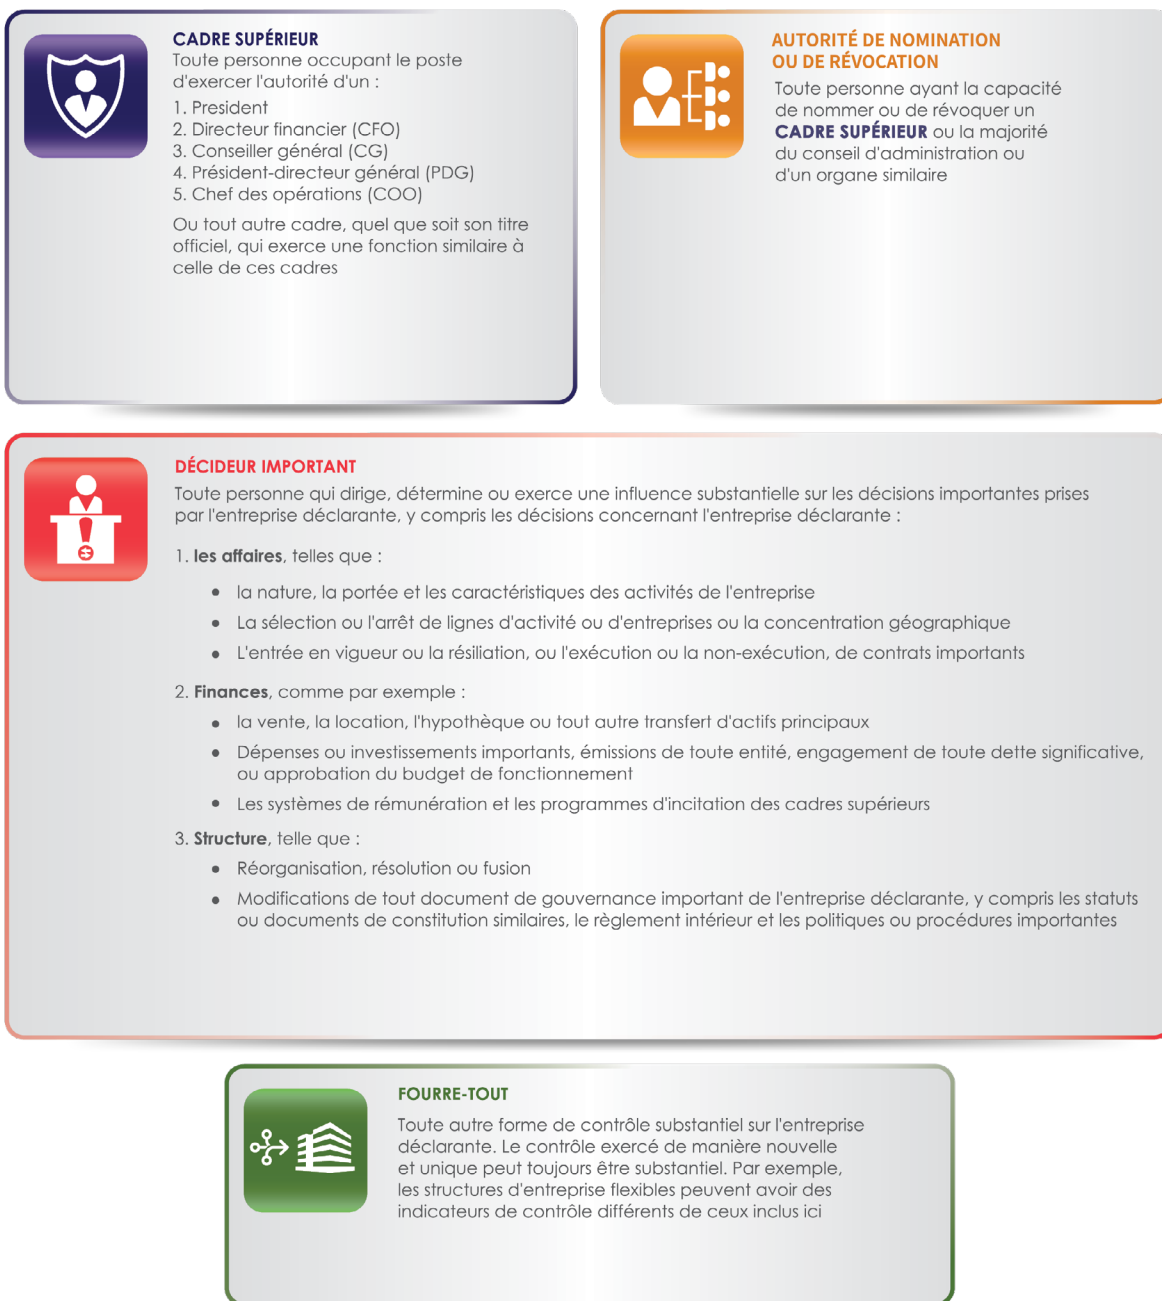 CADRE SUPÉRIEUR
Toute personne occupant le poste
d'exercer l'autorité d'un :
1. President
2. Directeur financier (CFO)
3. Conseiller général (CG)
4. Président-directeur général (PDG)
5. Chef des opérations (COO)
Ou tout autre cadre, quel que soit son titre
officiel, qui exerce une fonction similaire à
celle de ces cadres
AUTORITÉ DE NOMINATION
OU DE RÉVOCATION
Toute personne ayant la capacité
de nommer ou de révoquer un
CADRE SUPÉRIEUR ou la majorité
du conseil d'administration ou
d'un organe similaire
DÉCIDEUR IMPORTANT
Toute personne qui dirige, détermine ou exerce une influence substantielle sur les décisions importantes prises
par l'entreprise déclarante, y compris les décisions concernant l'entreprise déclarante :
1. les affaires, telles que :
• la nature, la portée et les caractéristiques des activités de l'entreprise
• La sélection ou l'arrêt de lignes d'activité ou d'entreprises ou la concentration géographique
• L'entrée en vigueur ou la résiliation, ou l'exécution ou la non-exécution, de contrats importants
2. Finances, comme par exemple :
• la vente, la location, l'hypothèque ou tout autre transfert d'actifs principaux
• Dépenses ou investissements importants, émissions de toute entité, engagement de toute dette significative,
ou approbation du budget de fonctionnement
• Les systèmes de rémunération et les programmes d'incitation des cadres supérieurs
3. Structure, telle que :
• Réorganisation, résolution ou fusion
• Modifications de tout document de gouvernance important de l'entreprise déclarante, y compris les statuts
ou documents de constitution similaires, le règlement intérieur et les politiques ou procédures importantes
FOURRE-TOUT
Toute autre forme de contrôle substantiel sur l'entreprise
déclarante. Le contrôle exercé de manière nouvelle
et unique peut toujours être substantiel. Par exemple,
les structures d'entreprise flexibles peuvent avoir des
indicateurs de contrôle différents de ceux inclus ici